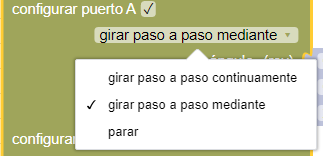 configurar puerto A
girar paso a paso mediante
girar paso a paso continuamente
girar paso a paso mediante
parar
configurar